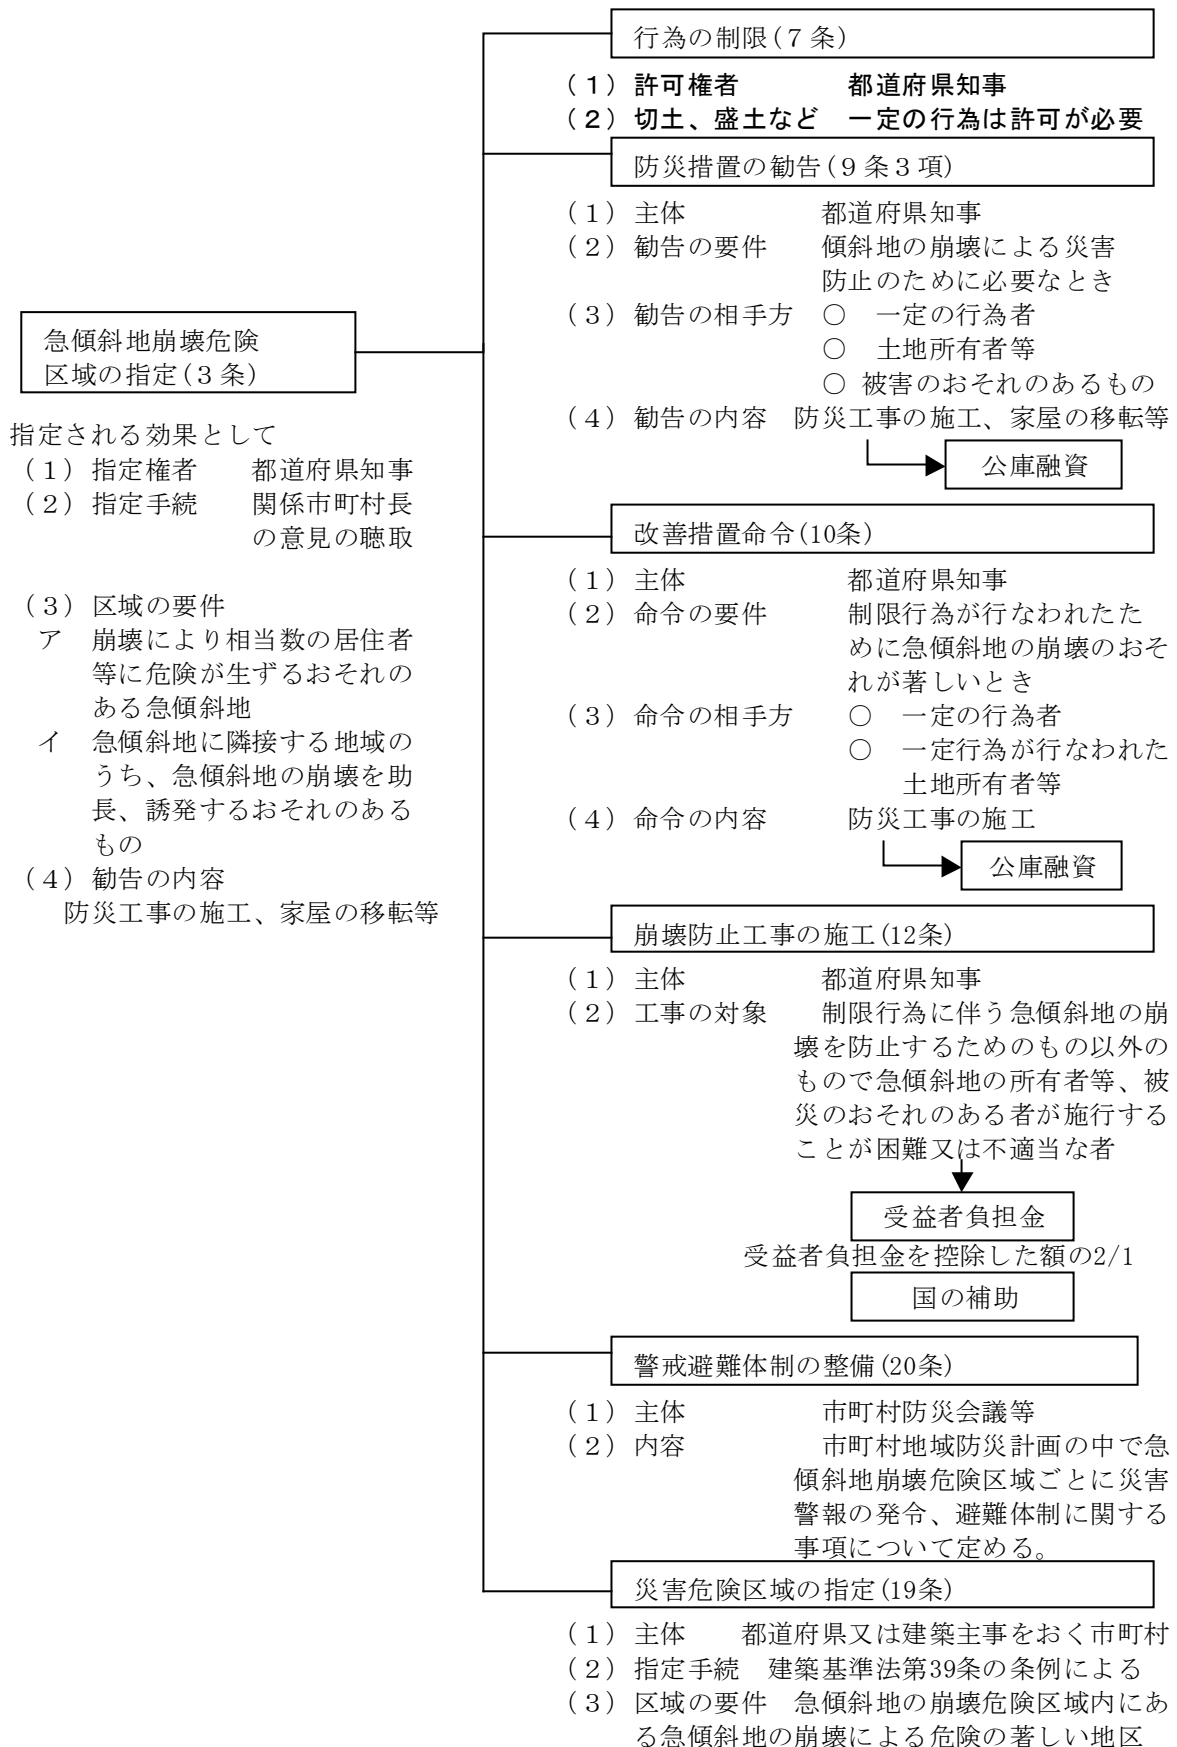 急傾斜地崩壊危険
区域の指定(３条)
指定される効果として
（１）指定権者　　都道府県知事
（２）指定手続　　関係市町村長
の意見の聴取
（３）区域の要件
ア　崩壊により相当数の居住者
等に危険が生ずるおそれの
ある急傾斜地
イ　急傾斜地に隣接する地域の
うち、急傾斜地の崩壊を助
長、誘発するおそれのある
もの
（４）勧告の内容
防災工事の施工、家屋の移転等
行為の制限(７条)
（１）許可権者　　　　都道府県知事
（２）切土、盛土など　一定の行為は許可が必要
防災措置の勧告(９条３項)
（１）主体　　　　　都道府県知事
（２）勧告の要件　　傾斜地の崩壊による災害
防止のために必要なとき
（３）勧告の相手方　○　一定の行為者
○　土地所有者等
○ 被害のおそれのあるもの
（４）勧告の内容　防災工事の施工、家屋の移転等
公庫融資
改善措置命令(10条)
（１）主体　　　　　　都道府県知事
（２）命令の要件　　　制限行為が行なわれたた
めに急傾斜地の崩壊のおそ
れが著しいとき
（３）命令の相手方　　○　一定の行為者
○　一定行為が行なわれた
土地所有者等
（４）命令の内容　　　防災工事の施工
公庫融資
崩壊防止工事の施工(12条)
（１）主体　　　　　都道府県知事
（２）工事の対象　　制限行為に伴う急傾斜地の崩
壊を防止するためのもの以外の
もので急傾斜地の所有者等、被
災のおそれのある者が施行する
ことが困難又は不適当な者
受益者負担金
受益者負担金を控除した額の2/1
国の補助
警戒避難体制の整備(20条)
（１）主体　　　　　市町村防災会議等
（２）内容　　　　　市町村地域防災計画の中で急
傾斜地崩壊危険区域ごとに災害
警報の発令、避難体制に関する
事項について定める。
災害危険区域の指定(19条)
（１）主体　　都道府県又は建築主事をおく市町村
（２）指定手続　建築基準法第39条の条例による
（３）区域の要件　急傾斜地の崩壊危険区域内にあ
る急傾斜地の崩壊による危険の著しい地区